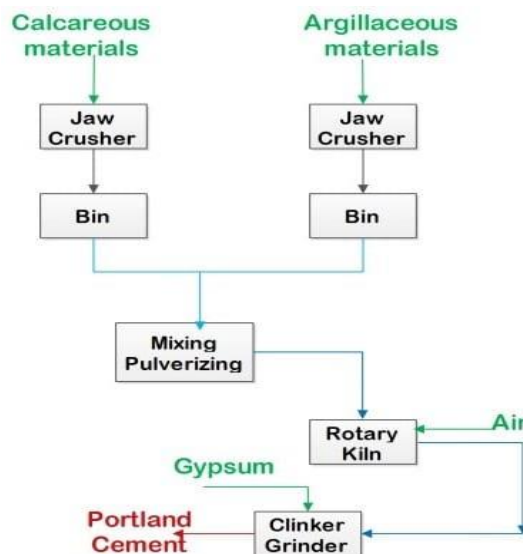 Calcareous
materials
Argillaceous
materials
Jaw
Crusher
Jaw
Crusher
Bin
Bin
Mixing
Pulverizing
Rotary
Kiln
Air
Gypsum
Portland
Cement
Clinker
Grinder